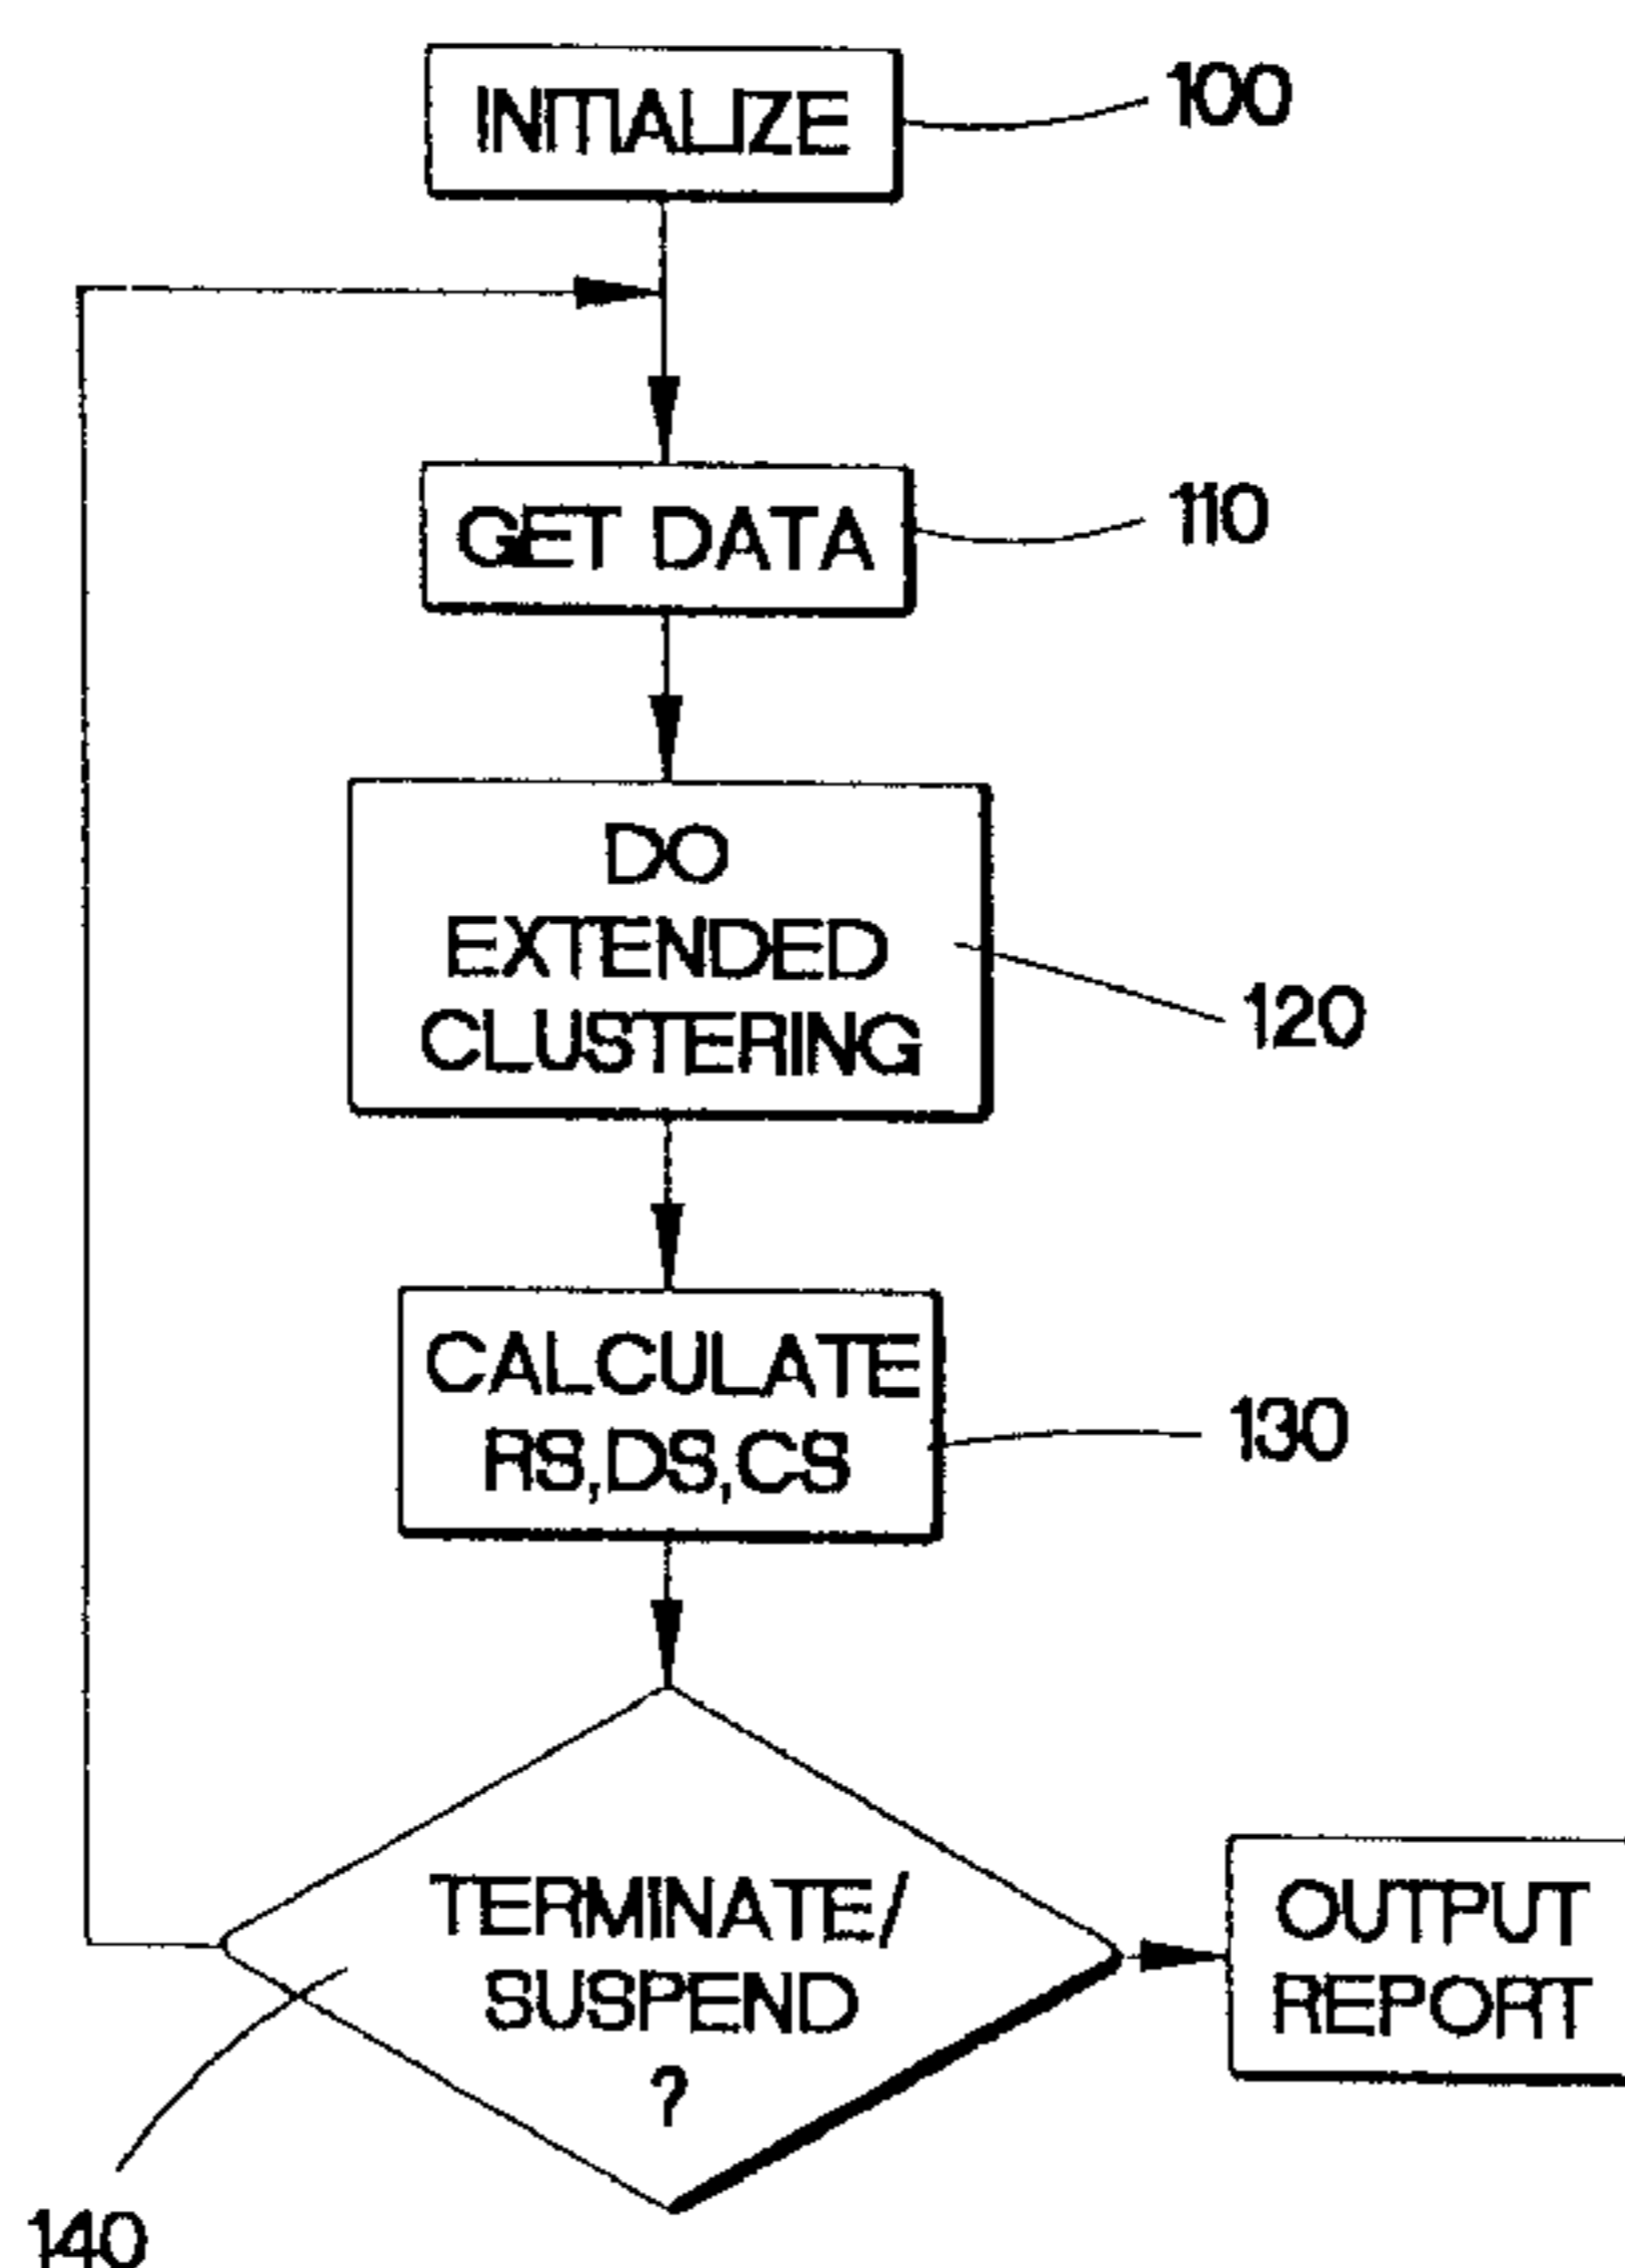 INITIALIZE
100
GET DATA
110
DO
EXTENDED
CLUSTERING
120
CALCULATE
RS,DS,CS
130
TERMINATE/
SUSPEND
?
OUTPUT
REPORT
140